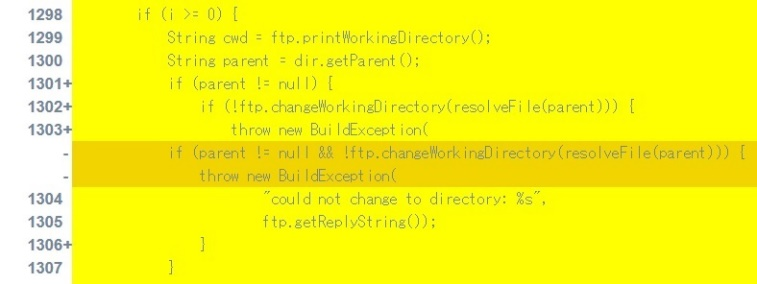 1298 if (i >= 0) {
1299 String cwd = ftp.printWorkingDirectory();
1300 String parent = dir.getParent();
1301+ if (parent != null) {
1302+ if (!ftp.changeWorkingDirectory(resolveFile(parent))) {
1303+ throw new BuildException(
- if (parent != null && !ftp.changeWorkingDirectory(resolveFile(parent))) {
- throw new BuildException(
1304 "could not change to directory: %s",
1305 ftp.getReplyString());
1306+ }
1307 }